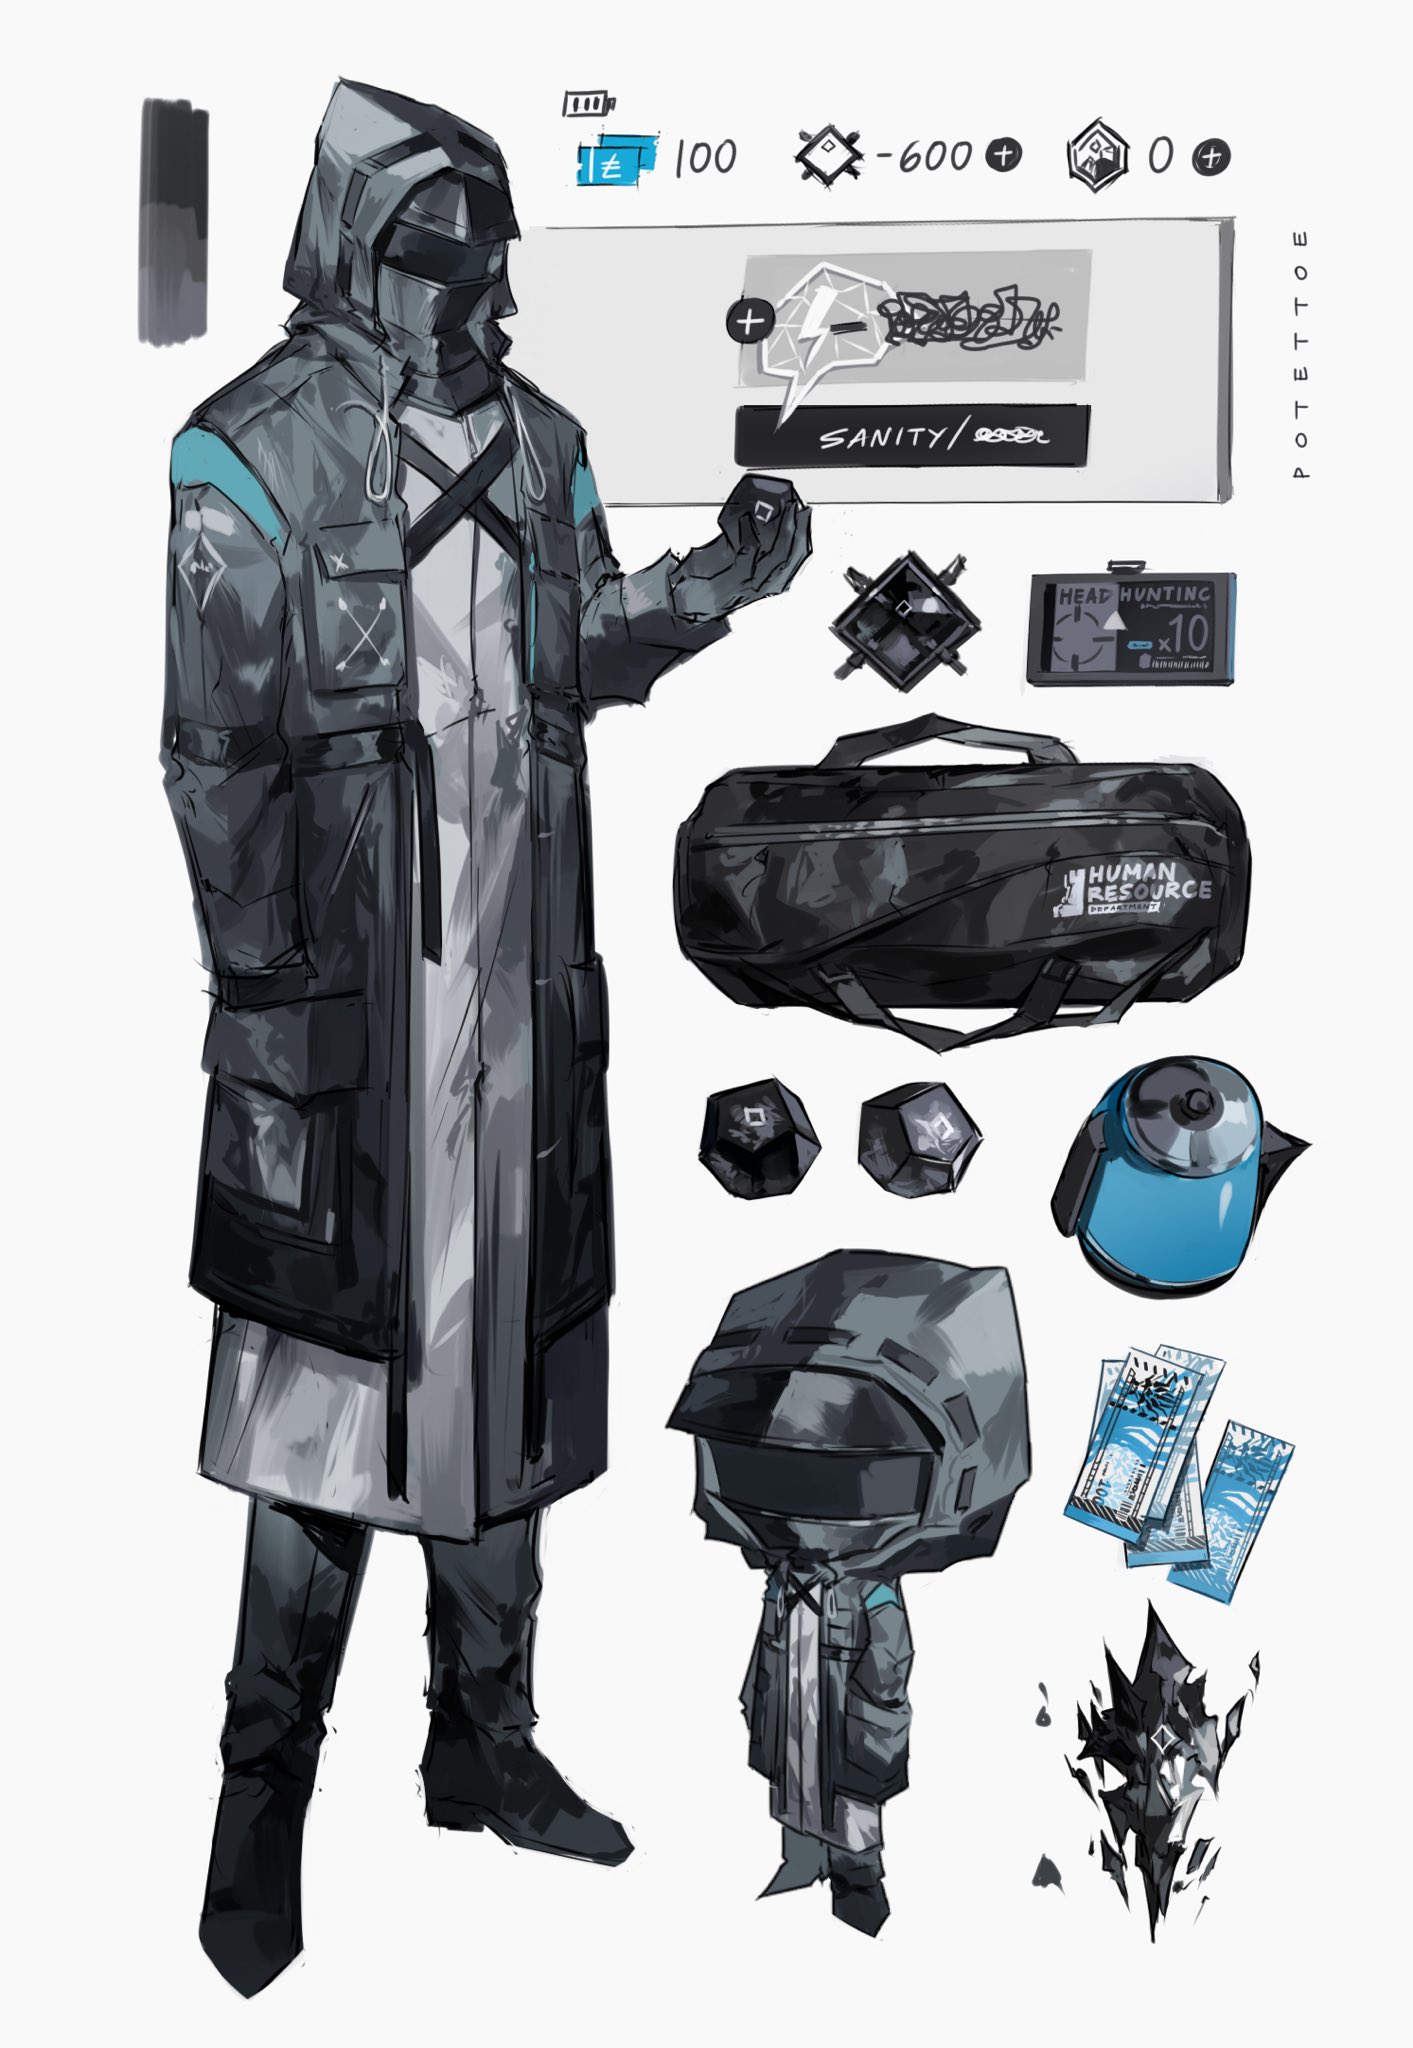 100
-600 +
0 +
POTETTOE
+
SANITY/
HEAD HUNTING
x10
HUMAN
RESOURCE
DEPARTMENT